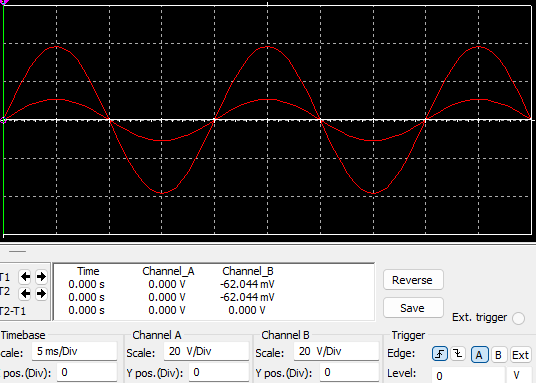 Time Channel_A Channel_B
T1 0.000 s 0.000 V -62.044 mV
T2 0.000 s 0.000 V -62.044 mV
T2-T1 0.000 s 0.000 V 0.000 V
Reverse
Save
Ext. trigger
Timebase Channel A Channel B Trigger
cale: 5 ms/Div Scale: 20 V/Div Scale: 20 V/Div Edge: A B Ext
X pos.(Div): 0 Y pos.(Div): 0 Y pos.(Div): 0 Level: 0 V